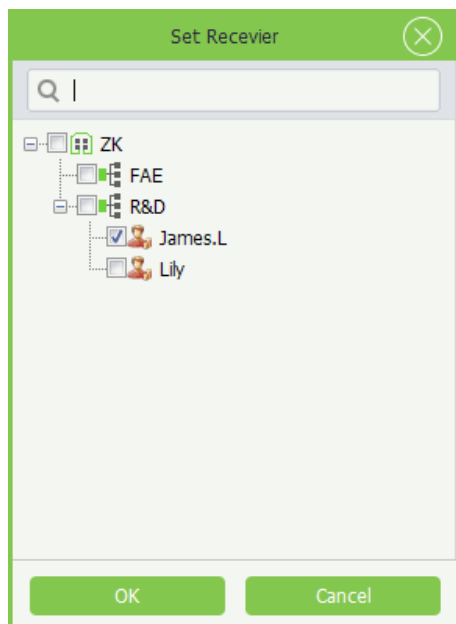 Set Recevier
ZK
FAE
R&D
James.L
Lily
OK
Cancel